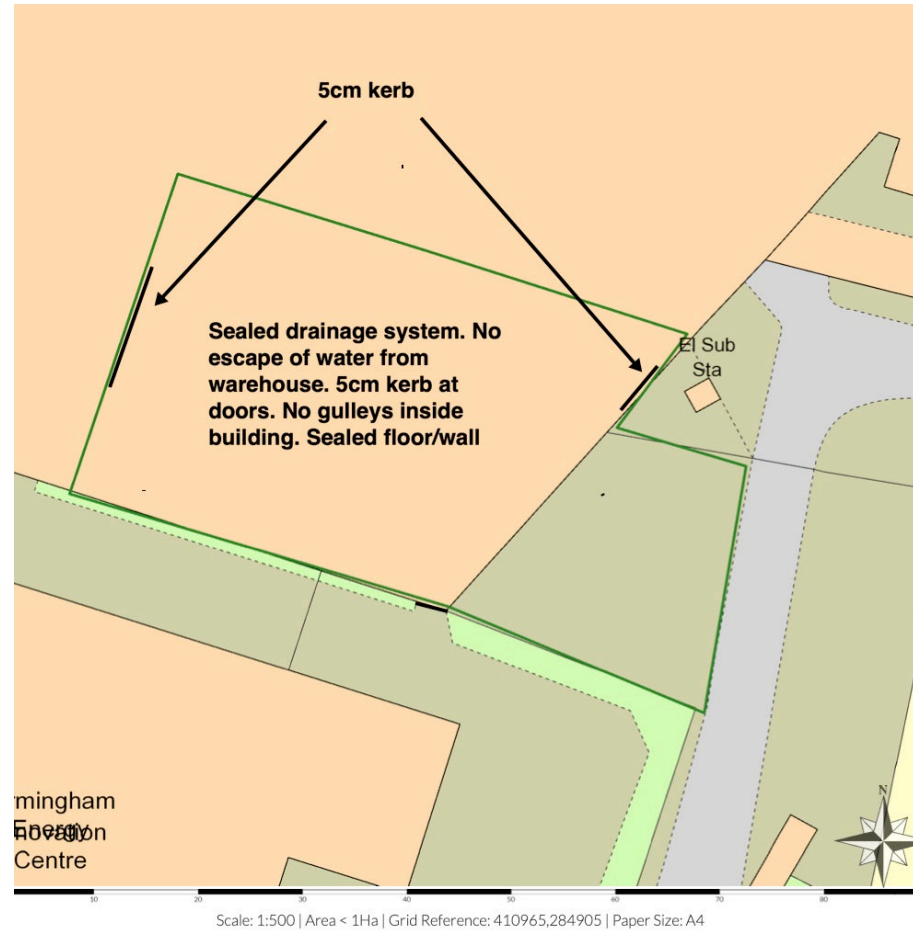 5cm kerb
Sealed drainage system. No
escape of water from
warehouse. 5cm kerb at
doors. No gulleys inside
building. Sealed floor/wall
El Sub
Sta
rmingham
Energy
Centre
N
10 20 30 40 50 60 70 80
Scale: 1:500 | Area < 1Ha | Grid Reference: 410965,284905 | Paper Size: A4